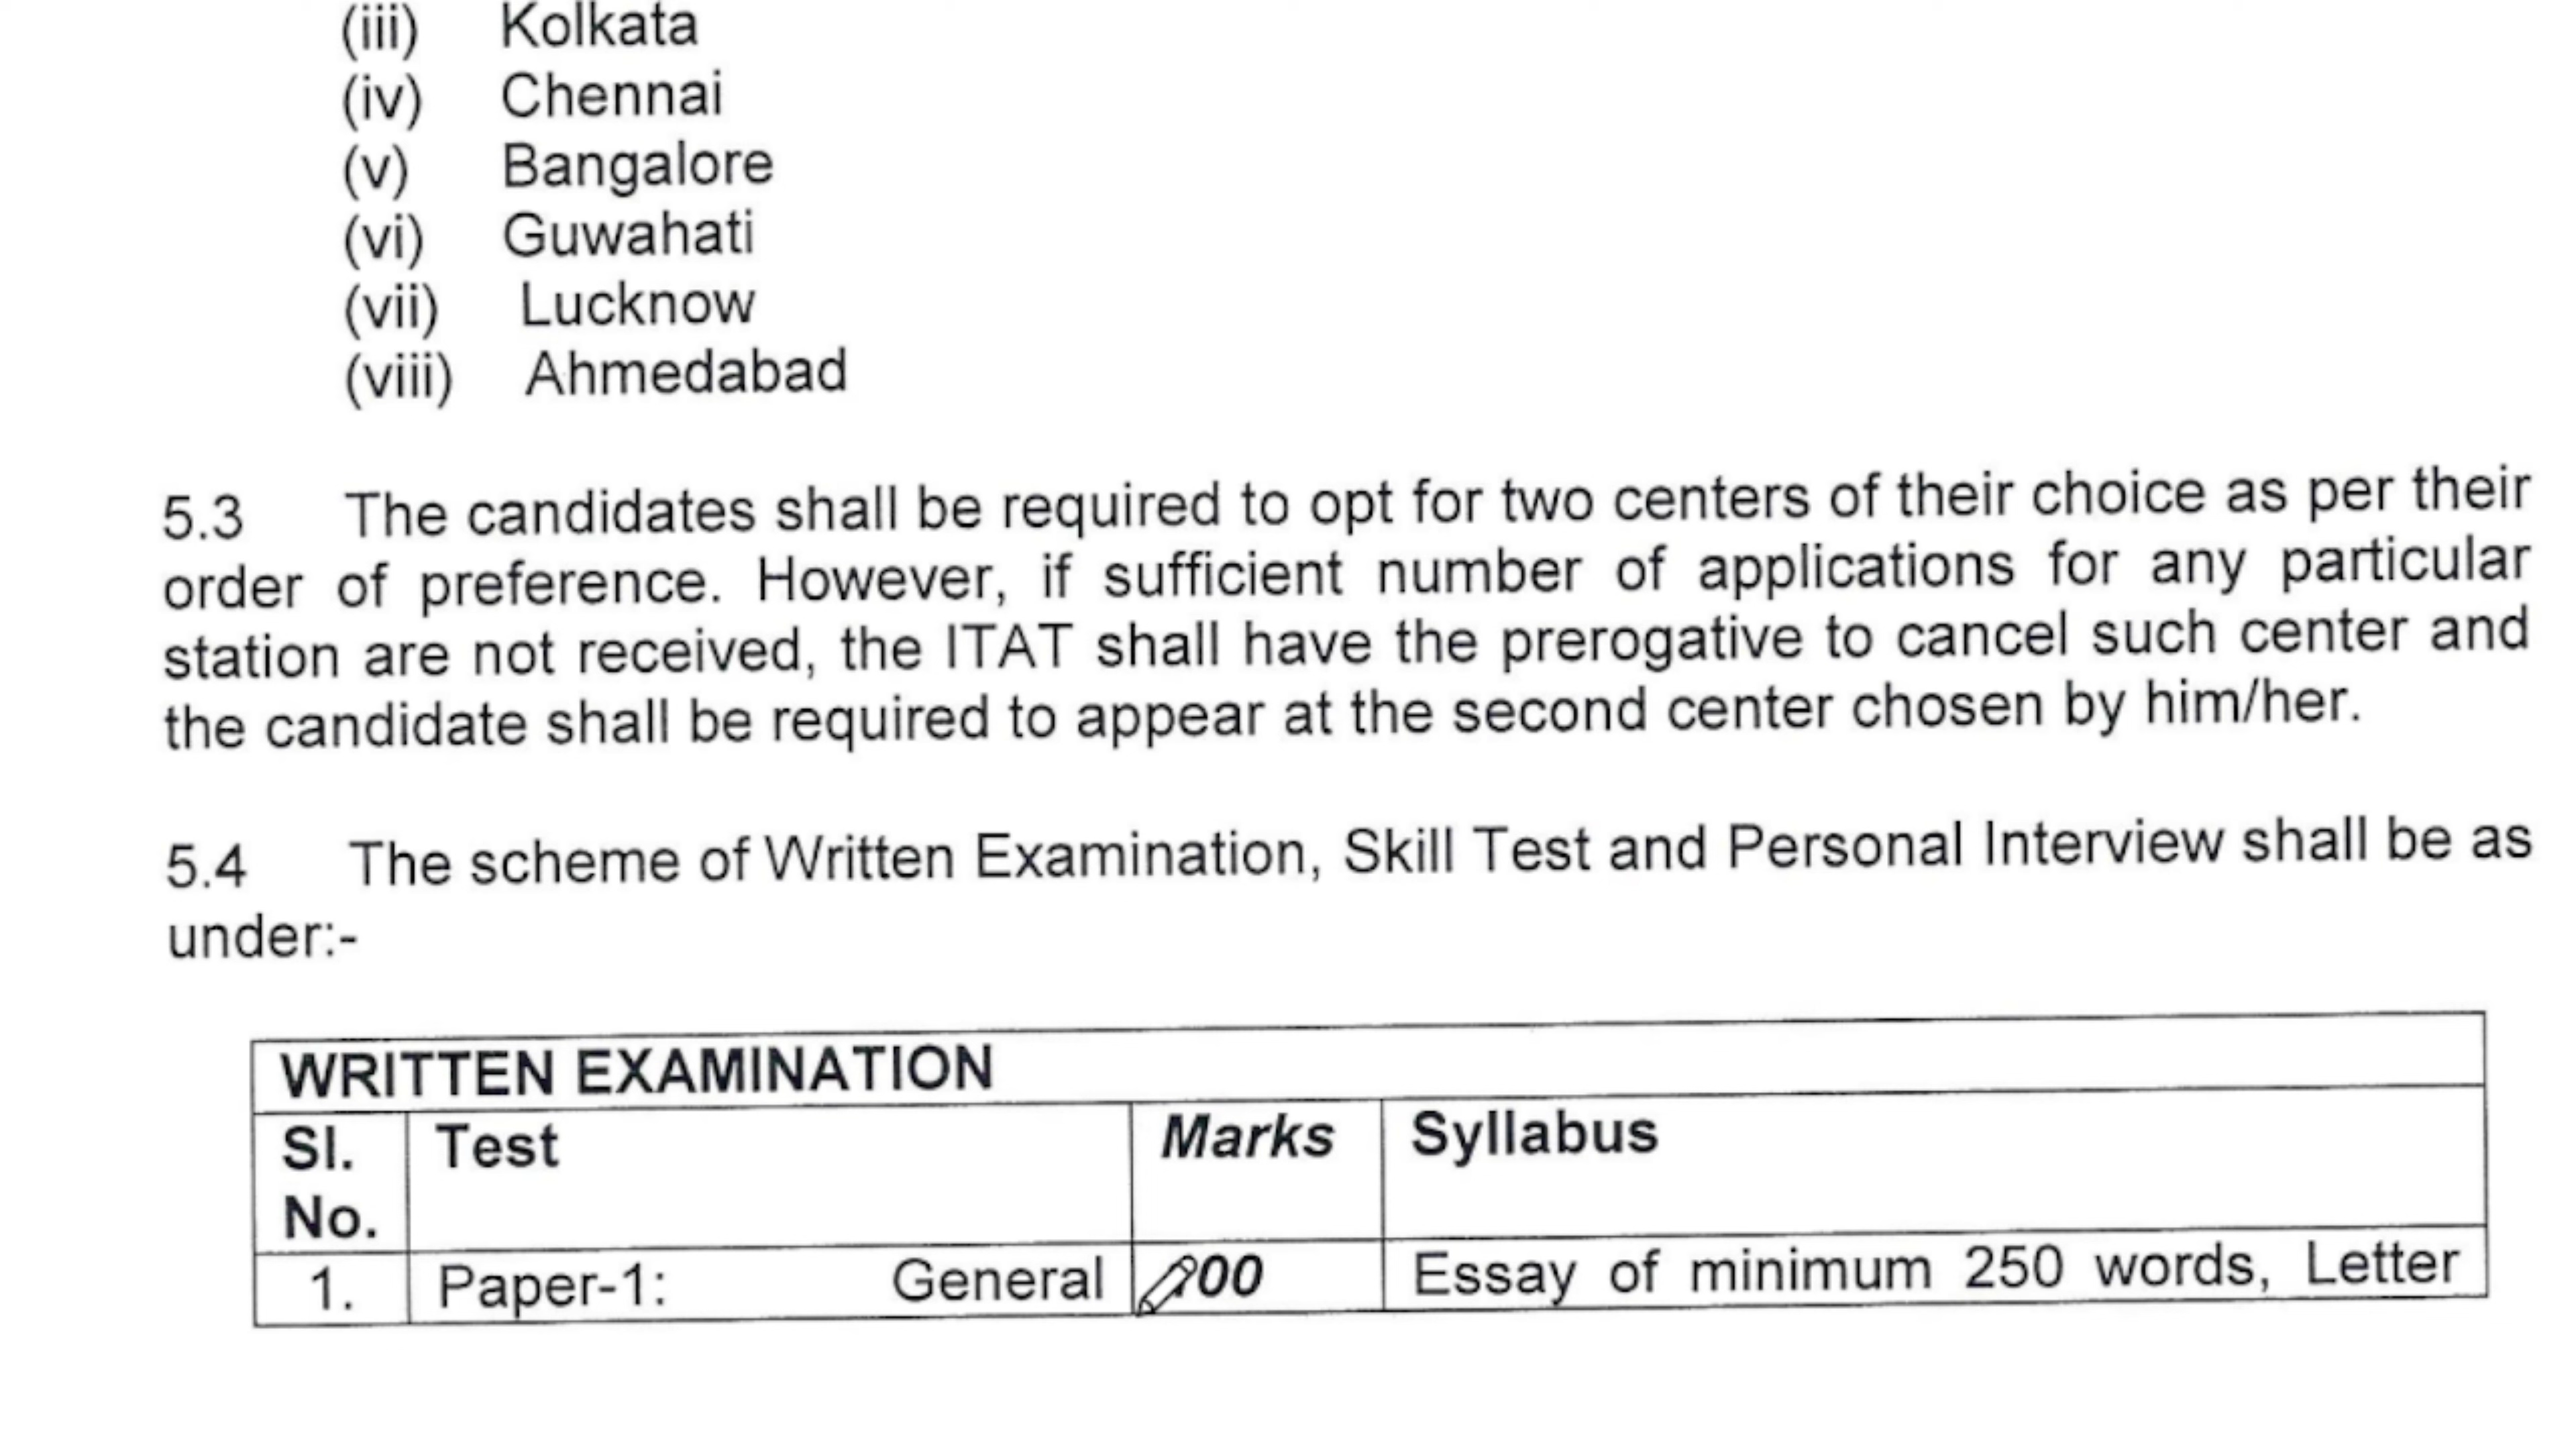 (iii) Kolkata
(iv) Chennai
(v) Bangalore
(vi) Guwahati
(vii) Lucknow
(viii) Ahmedabad
5.3 The candidates shall be required to opt for two centers of their choice as per their
order of preference. However, if sufficient number of applications for any particular
station are not received, the ITAT shall have the prerogative to cancel such center and
the candidate shall be required to appear at the second center chosen by him/her.
5.4 The scheme of Written Examination, Skill Test and Personal Interview shall be as
under:-
WRITTEN EXAMINATION
Sl. No. Test Marks Syllabus
1. Paper-1: General Essay of minimum 250 words, Letter